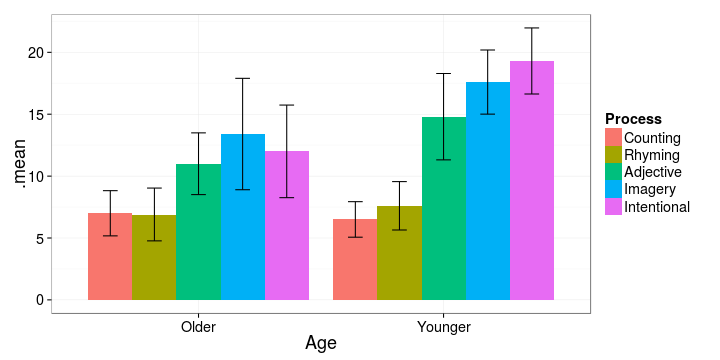 .mean
20
15
10
5
0
Older
Younger
Age
Process
Counting
Rhyming
Adjective
Imagery
Intentional